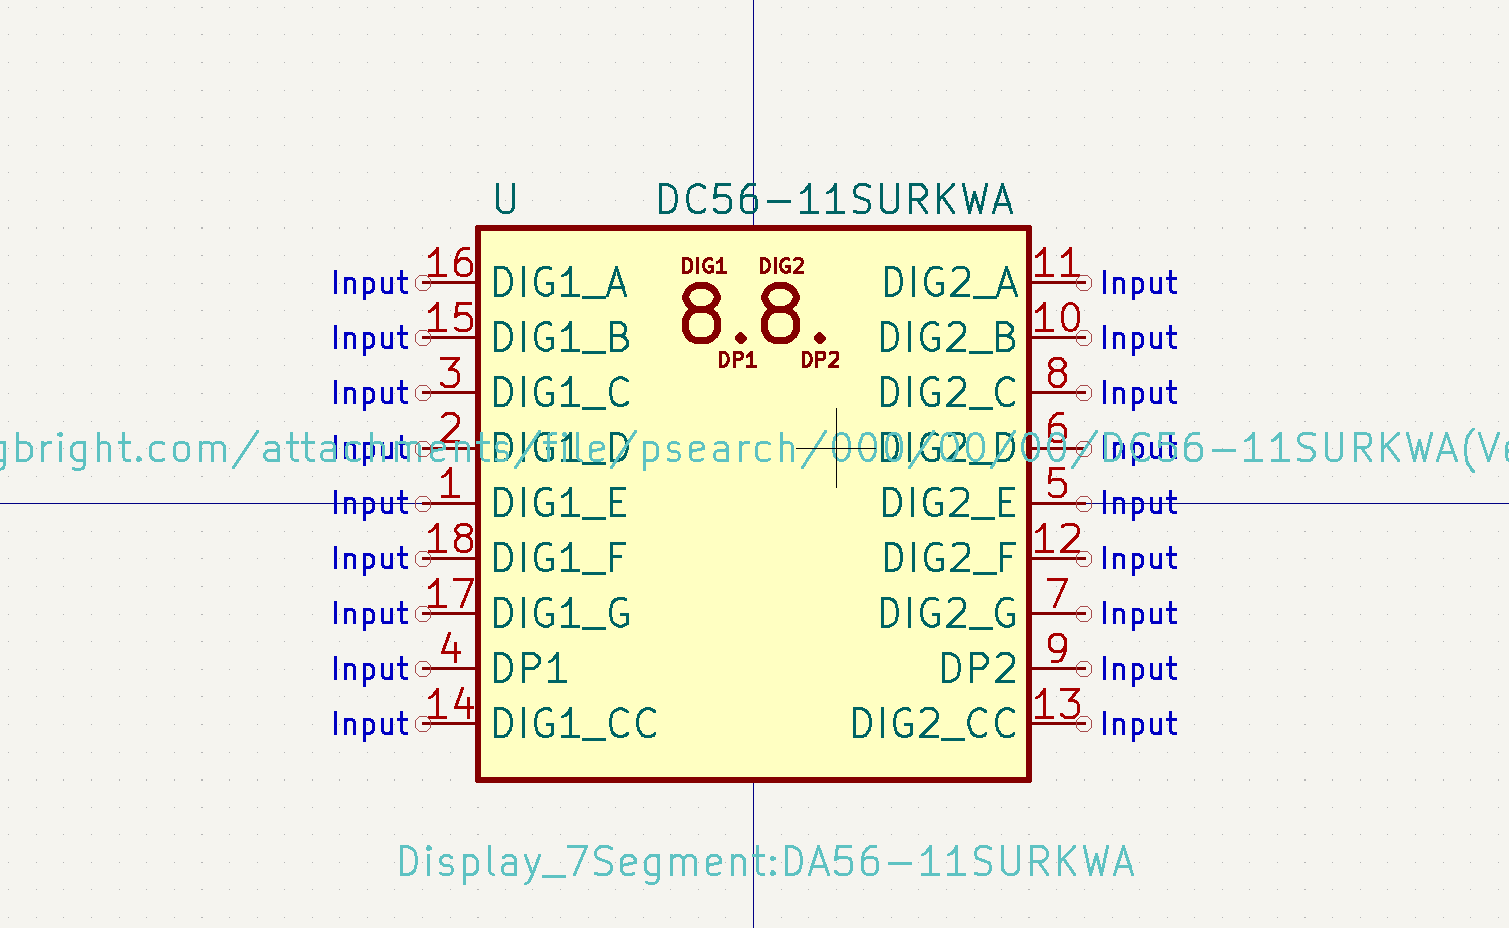 U DC56-11SURKWA
DIG1 DIG2
Input 16 DIG1_A 8.8. DIG2_A 11 Input
Input 15 DIG1_B DIG2_B 10 Input
DP1 DP2
Input 3 DIG1_C DIG2_C 8 Input
Input 2 DIG1_D DIG2_D 6 Input
gbright.com/attachments/file/psearch/000/00/00/DC56-11SURKWA(Ve
Input 1 DIG1_E DIG2_E 5 Input
Input 18 DIG1_F DIG2_F 12 Input
Input 17 DIG1_G DIG2_G 7 Input
Input 4 DP1 DP2 9 Input
Input 14 DIG1_CC DIG2_CC 13 Input
Display_7Segment:DA56-11SURKWA